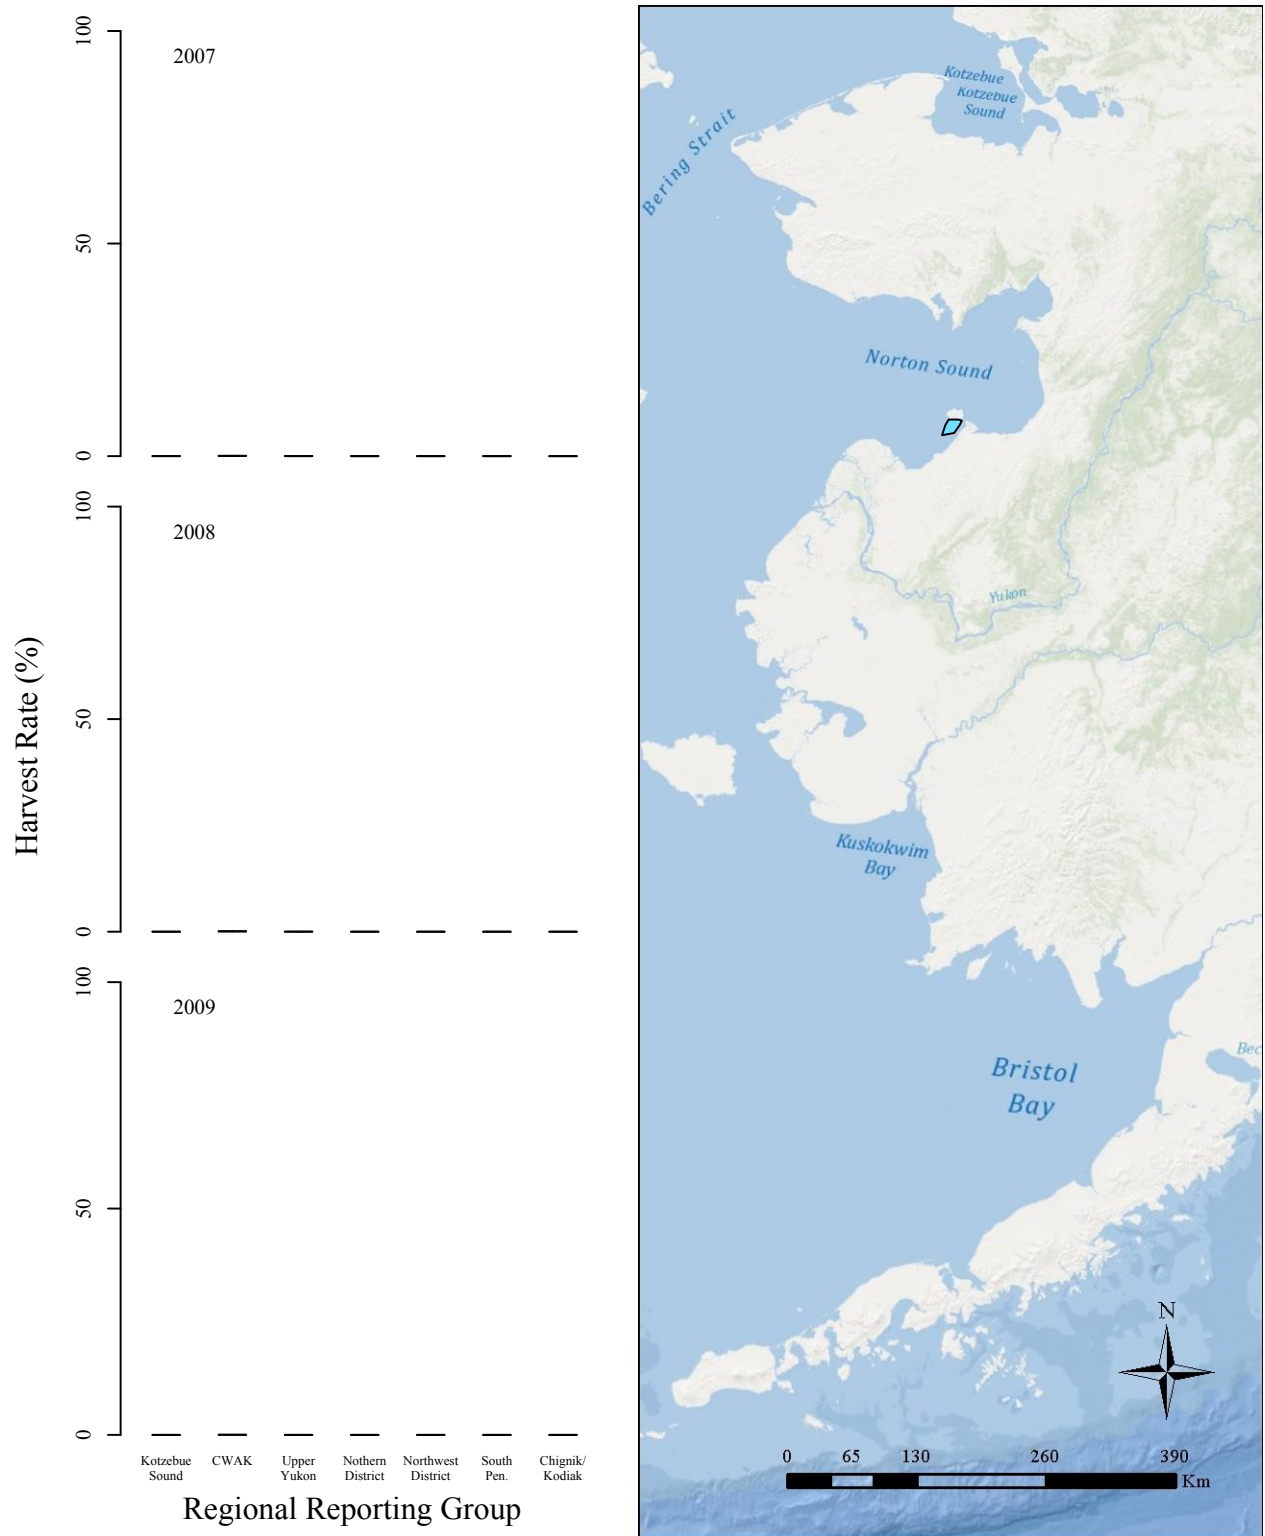 Harvest Rate (%)
100
2007
50
0
100
2008
50
0
100
2009
50
0
Kotzebue
Sound
CWAK
Upper
Yukon
Nothern
District
Northwest
District
South
Pen.
Chignik/
Kodiak
Regional Reporting Group
Kotzebue
Kotzebue
Sound
Bering Strait
Norton Sound
Yukon
Kuskokwim
Bay
Bristol
Bay
Bec
N
0 65 130 260 390
Km